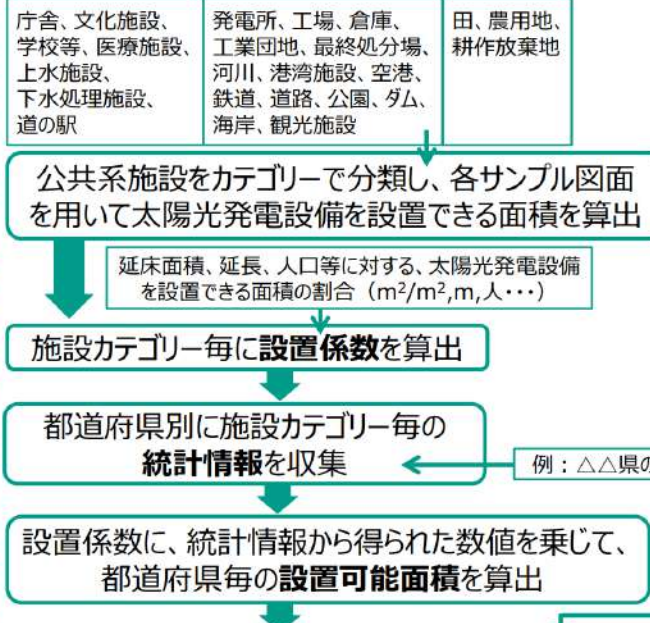 庁舎、文化施設、
学校等、医療施設、
上水施設、
下水処理施設、
道の駅
発電所、工場、倉庫、
工業団地、最終処分場、
河川、港湾施設、空港、
鉄道、道路、公園、ダム、
海岸、観光施設
田、農用地、
耕作放棄地
公共系施設をカテゴリーで分類し、各サンプル図面
を用いて太陽光発電設備を設置できる面積を算出
延床面積、延長、人口等に対する、太陽光発電設備
を設置できる面積の割合（m²/m²,m,人・・・）
施設カテゴリー毎に設置係数を算出
都道府県別に施設カテゴリー毎の
統計情報を収集
例：△△県の
設置係数に、統計情報から得られた数値を乗じて、
都道府県毎の設置可能面積を算出